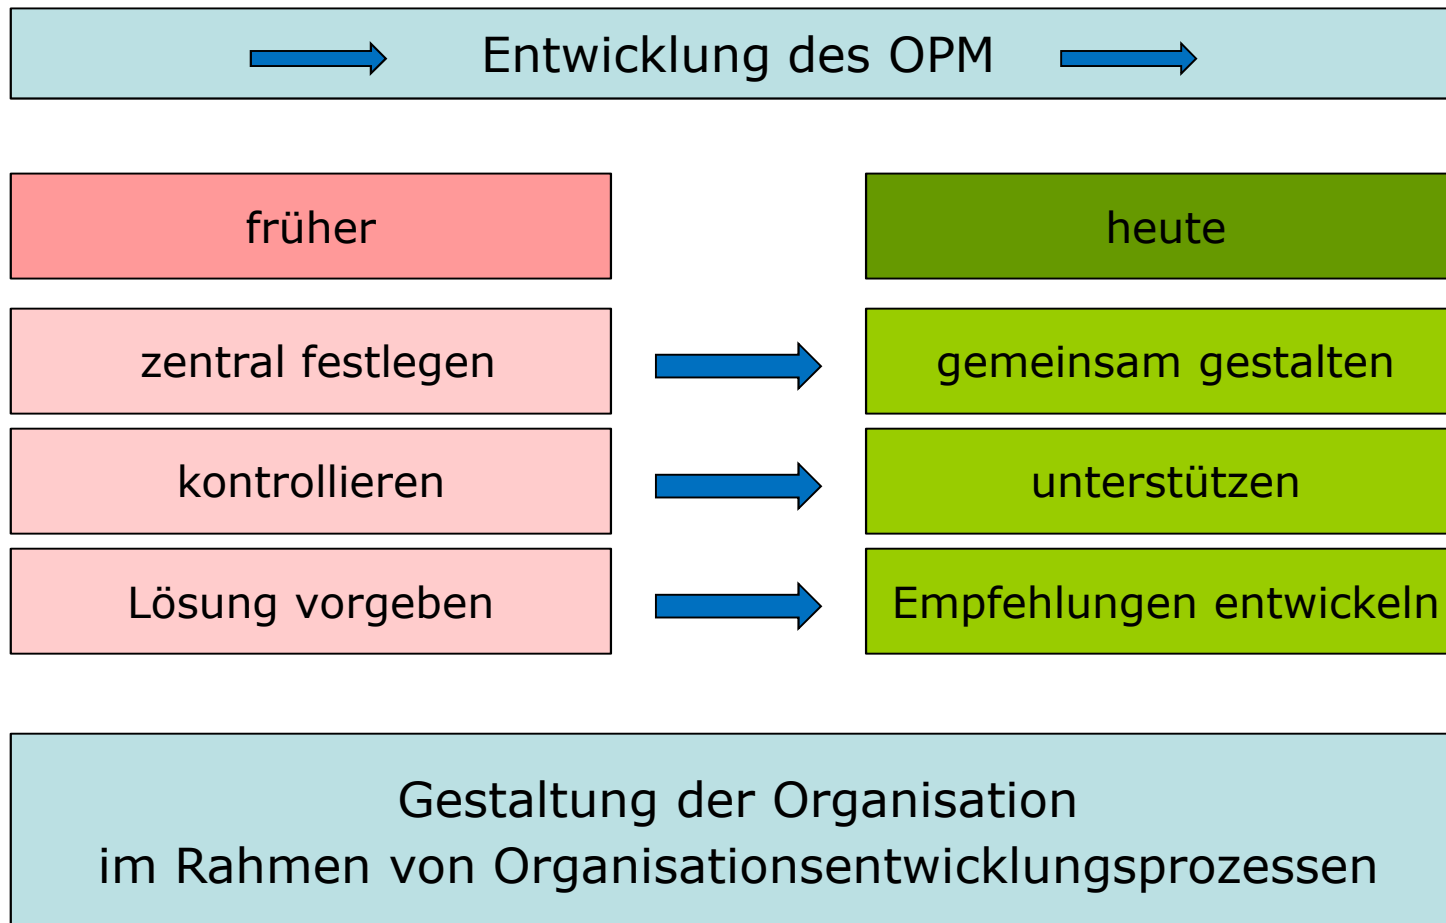 Entwicklung des OPM
früher
heute
zentral festlegen
gemeinsam gestalten
kontrollieren
unterstützen
Lösung vorgeben
Empfehlungen entwickeln
Gestaltung der Organisation
im Rahmen von Organisationsentwicklungsprozessen